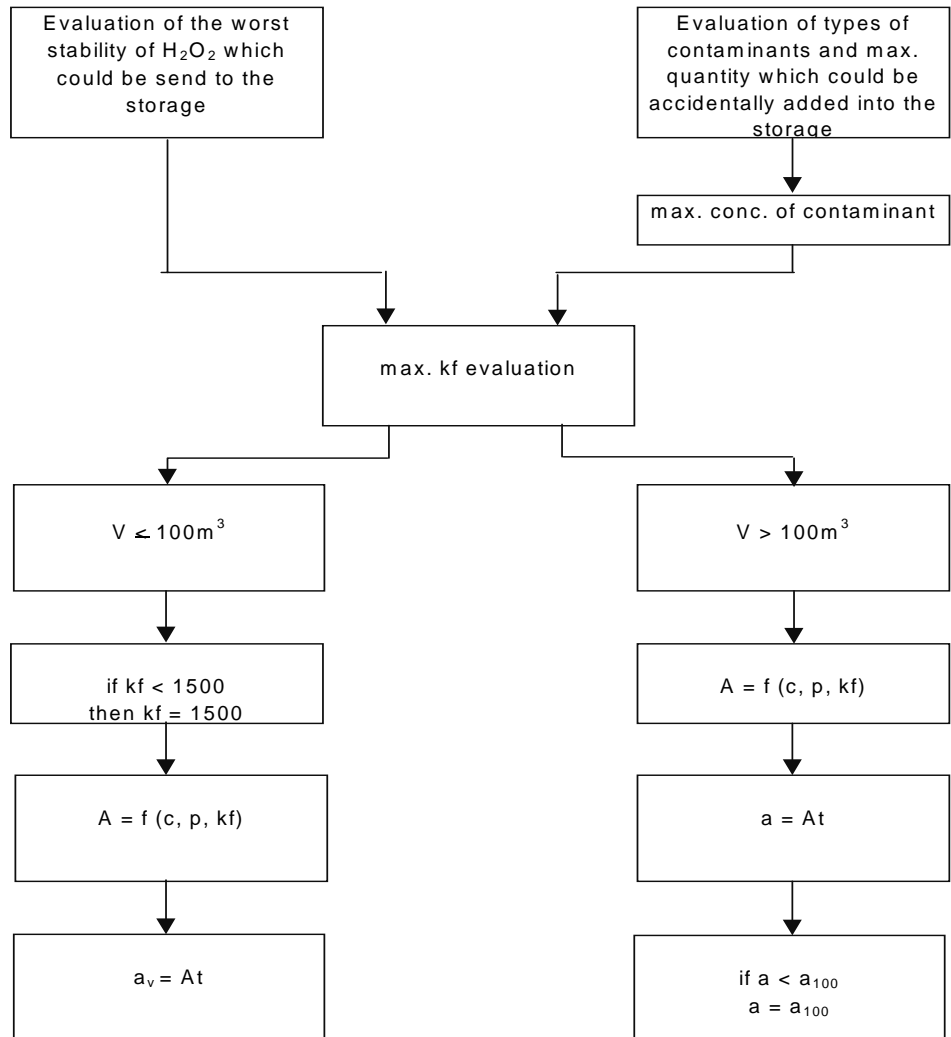 Evaluation of the worst
stability of H₂O₂ which
could be send to the
storage
Evaluation of types of
contaminants and max.
quantity which could be
accidentally added into the
storage
max. conc. of contaminant
max. kf evaluation
V ≤ 100m³
V > 100m³
if kf < 1500
then kf = 1500
A = f (c, p, kf)
A = f (c, p, kf)
a = At
aᵥ = At
if a < a₁₀₀
a = a₁₀₀